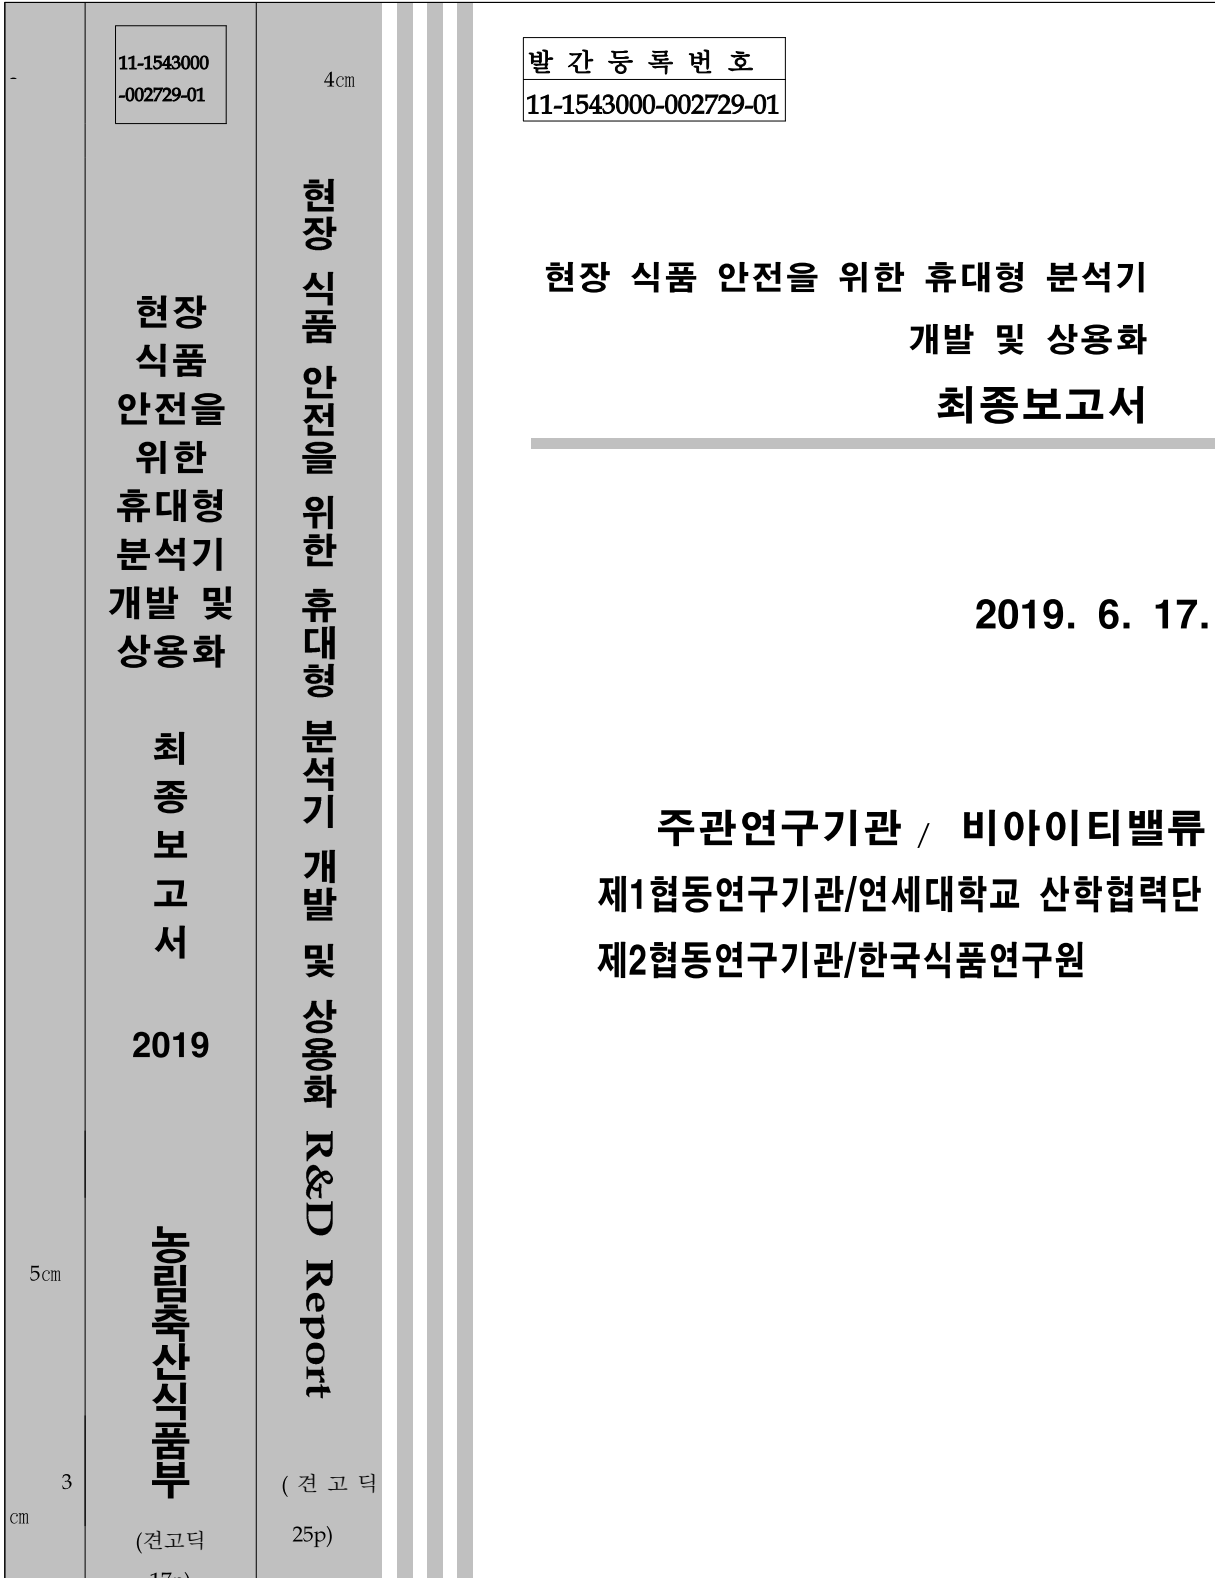 -
11-1543000
-002729-01
현장
식품
안전을
위한
휴대형
분석기
개발 및
상용화
최
종
보
고
서
2019
농림축산식품부
(견고딕
17p)
5㎝
3
㎝
4㎝
현장 식품 안전을 위한 휴대형 분석기 개발 및 상용화 R&D Report
(견고딕
25p)
발간등록번호
11-1543000-002729-01
현장 식품 안전을 위한 휴대형 분석기
개발 및 상용화
최종보고서
2019. 6. 17.
주관연구기관 / 비아이티밸류
제1협동연구기관/연세대학교 산학협력단
제2협동연구기관/한국식품연구원